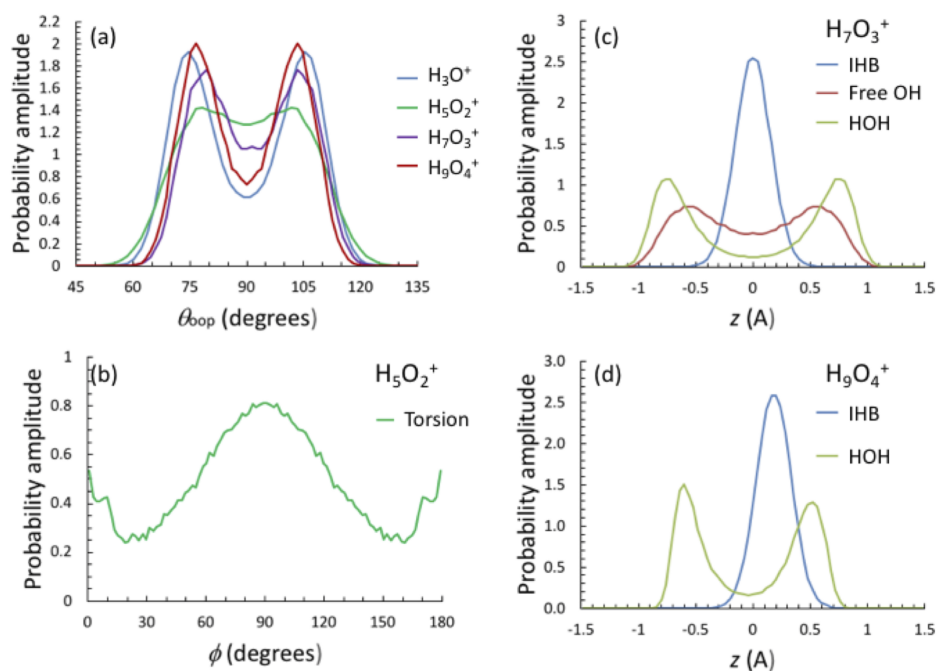 (a)
Probability amplitude
2.2
2
1.8
1.6
1.4
1.2
1
0.8
0.6
0.4
0.2
0
45 60 75 90 105 120 135
θoop (degrees)
H₃O⁺
H₅O₂⁺
H₇O₃⁺
H₉O₄⁺
(b)
H₅O₂⁺
Torsion
Probability amplitude
1
0.8
0.6
0.4
0.2
0
0 30 60 90 120 150 180
ϕ (degrees)
(c)
H₇O₃⁺
IHB
Free OH
HOH
Probability amplitude
3
2.5
2
1.5
1
0.5
0
-1.5 -1 -0.5 0 0.5 1 1.5
z (A)
(d)
H₉O₄⁺
IHB
HOH
Probability amplitude
3.0
2.5
2.0
1.5
1.0
0.5
0.0
-1.5 -1 -0.5 0 0.5 1 1.5
z (A)